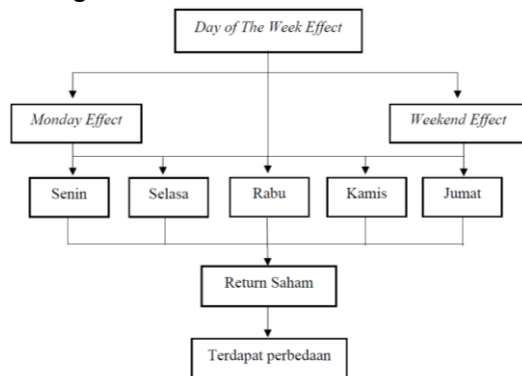 Day of The Week Effect
Monday Effect
Weekend Effect
Senin
Selasa
Rabu
Kamis
Jumat
Return Saham
Terdapat perbedaan